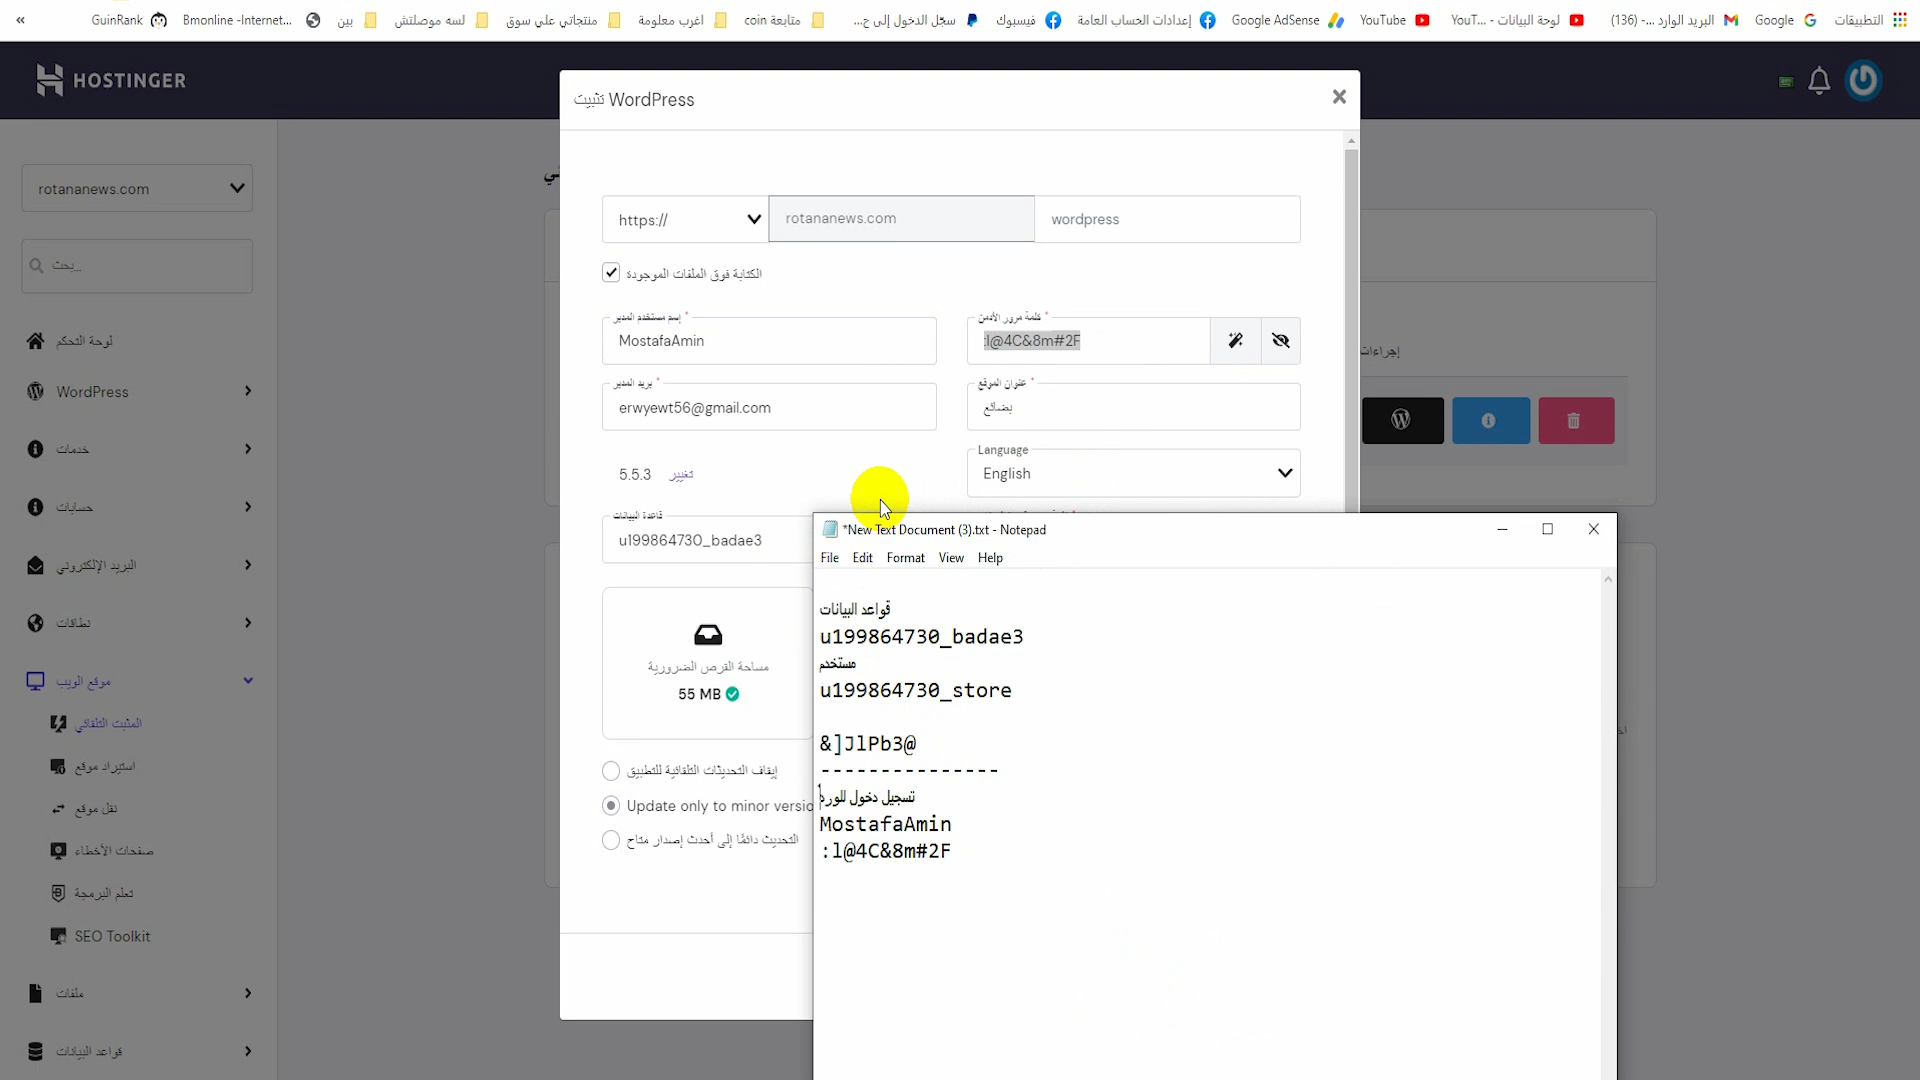 «
GuinRank
Bmonline -Internet...
بين
لسه موصلتش
منتجاتي علي سوق
اغرب معلومة
متابعة coin
سجّل الدخول إلى ح...
فيسبوك
إعدادات الحساب العامة
Google AdSense
YouTube
لوحة البيانات - YouT...
البريد الوارد -... (136)
Google
التطبيقات
HOSTINGER
تثبيت WordPress
×
rotananews.com
بحث...
https://
rotananews.com
wordpress
الكتابة فوق الملفات الموجودة
إسم مستخدم المدير *
MostafaAmin
كلمة مرور الأدمن *
:l@4C&8m#2F
إجراءات
بريد المدير *
erwyewt56@gmail.com
عنوان الموقع *
بضائع
5.5.3
تغيير
Language
English
قاعدة البيانات
u199864730_badae3
مساحة القرص الضرورية
55 MB
إيقاف التحديثات التلقائية للتطبيق
Update only to minor versio
التحديث دائمًا إلى أحدث إصدار متاح
لوحة التحكم
WordPress
خدمات
حسابات
البريد الإلكتروني
نطاقات
موقع الويب
المثبت التلقائي
استيراد موقع
نقل موقع
صفحات الأخطاء
تعلم البرمجة
SEO Toolkit
ملفات
قواعد البيانات
*New Text Document (3).txt - Notepad
File Edit Format View Help
قواعد البيانات
u199864730_badae3
مستخدم
u199864730_store
&]JlPb3@
---------------
تسجيل دخول للورد
MostafaAmin
:l@4C&8m#2F